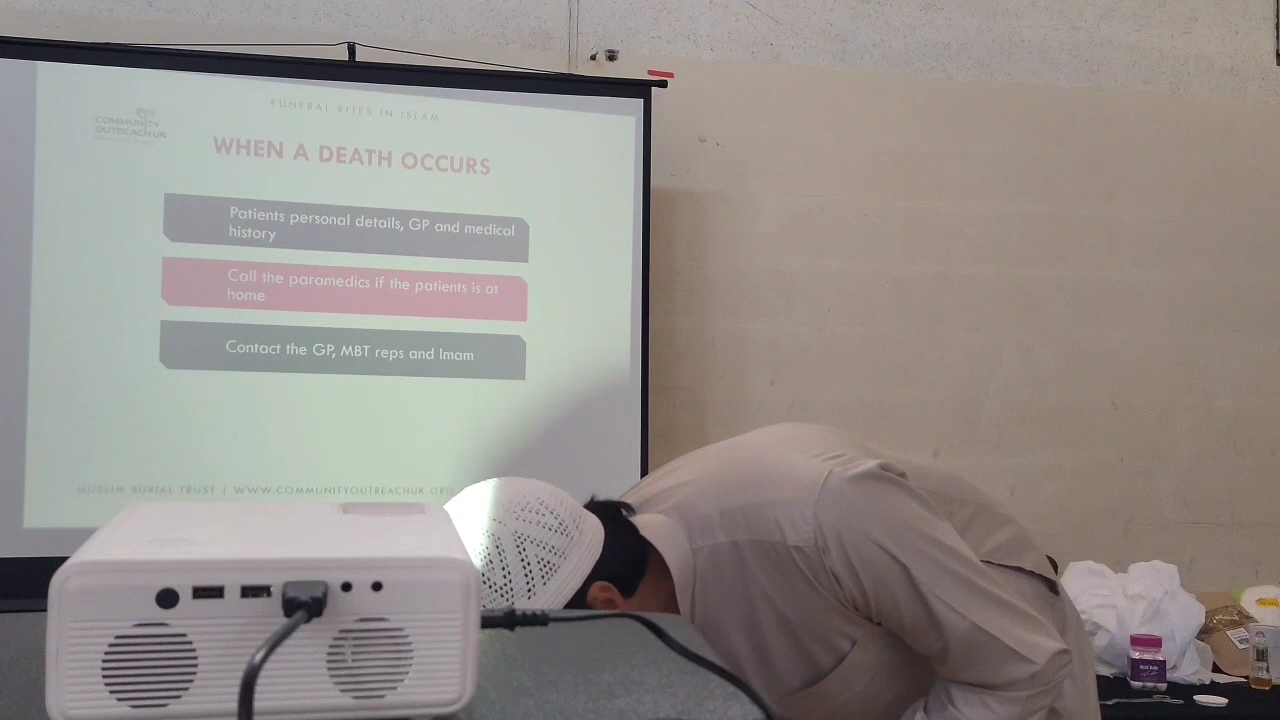 FUNERAL RITES IN ISLAM
COMMUNITY
OUTREACH UK
WHEN A DEATH OCCURS
Patients personal details, GP and medical
history
Call the paramedics if the patients is at
home
Contact the GP, MBT reps and Imam
MUSLIM BURIAL TRUST | WWW.COMMUNITYOUTREACHUK.ORG